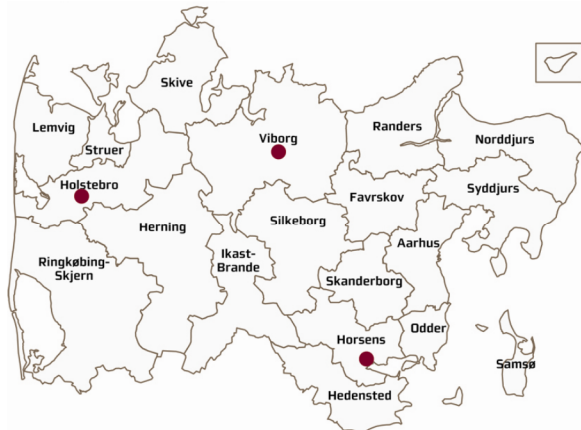 Skive
Lemvig
Struer
Viborg
Randers
Norddjurs
Holstebro
Favrskov
Syddjurs
Herning
Silkeborg
Ikast-
Brande
Aarhus
Ringkøbing-
Skjern
Skanderborg
Horsens
Odder
Samsø
Hedensted